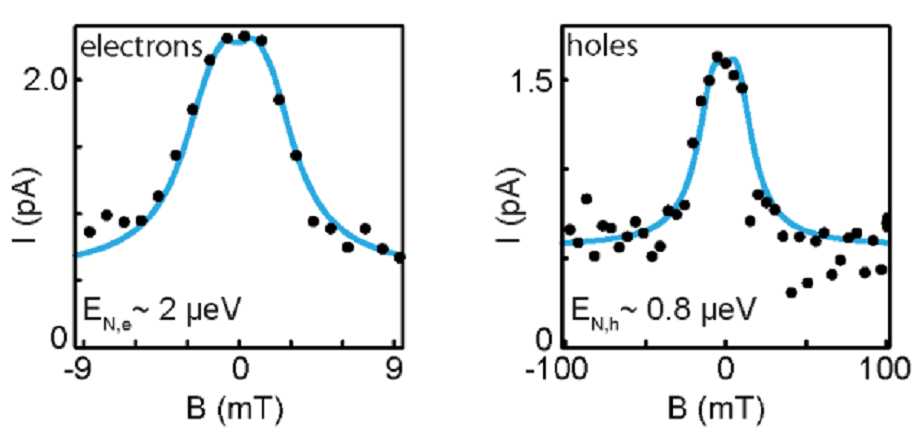 electrons
2.0
I (pA)
E_N,e ~ 2 µeV
0
-9
0
9
B (mT)
holes
1.5
I (pA)
E_N,h ~ 0.8 µeV
0
-100
0
100
B (mT)